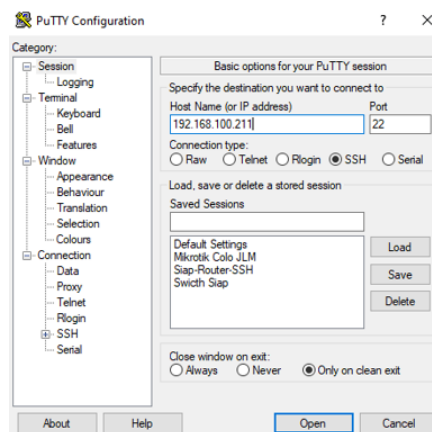 PuTTY Configuration
Category:
Session
Logging
Terminal
Keyboard
Bell
Features
Window
Appearance
Behaviour
Translation
Selection
Colours
Connection
Data
Proxy
Telnet
Rlogin
SSH
Serial
Basic options for your PuTTY session
Specify the destination you want to connect to
Host Name (or IP address) Port
192.168.100.211 22
Connection type:
Raw Telnet Rlogin SSH Serial
Load, save or delete a stored session
Saved Sessions
Default Settings
Mikrotik Colo JLM
Siap-Router-SSH
Swicth Siap
Load
Save
Delete
Close window on exit:
Always Never Only on clean exit
About Help Open Cancel